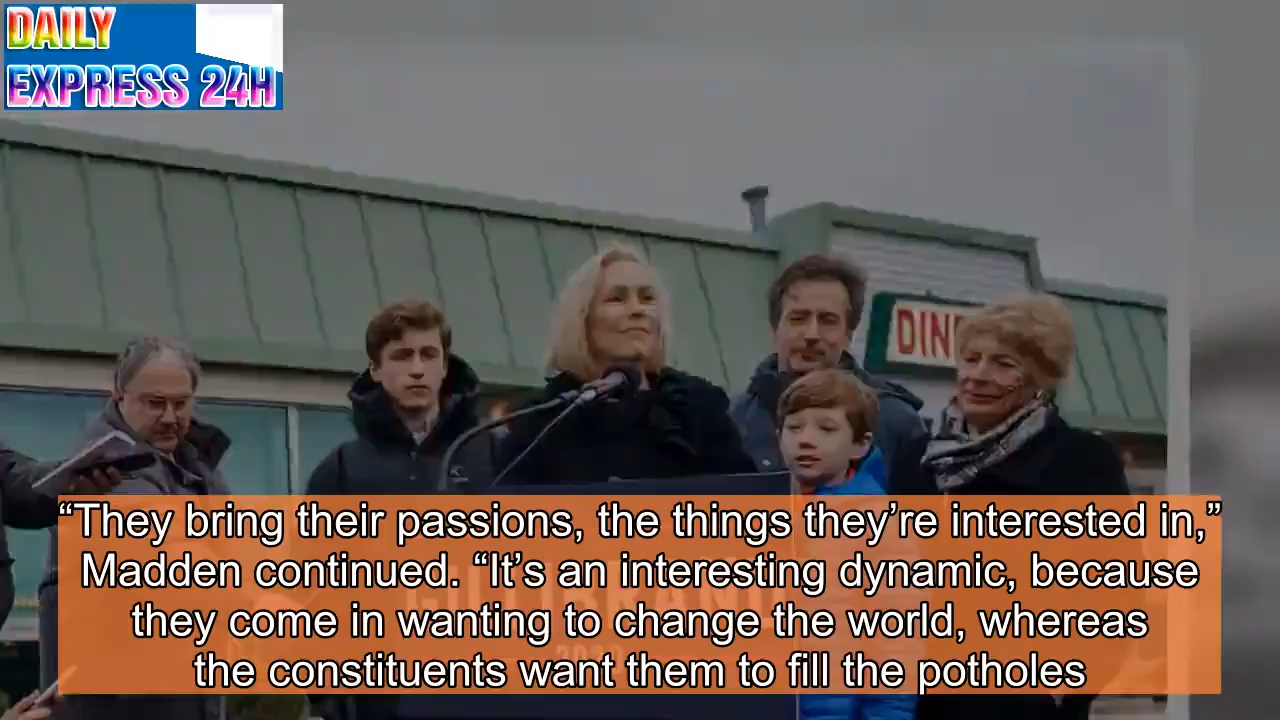 DAILY
EXPRESS 24H
DIN
“They bring their passions, the things they’re interested in,”
Madden continued. “It’s an interesting dynamic, because
they come in wanting to change the world, whereas
the constituents want them to fill the potholes